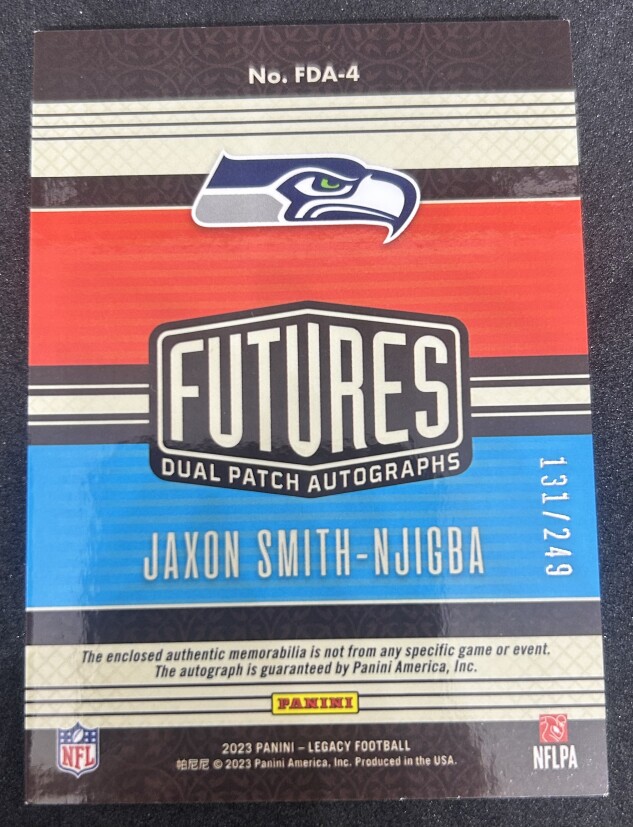 No. FDA-4
FUTURES
DUAL PATCH AUTOGRAPHS
131/249
JAXON SMITH-NJIGBA
The enclosed authentic memorabilia is not from any specific game or event.
The autograph is guaranteed by Panini America, Inc.
PANINI
NFL
2023 PANINI – LEGACY FOOTBALL
帕尼尼 © 2023 Panini America, Inc. Produced in the USA.
NFLPA